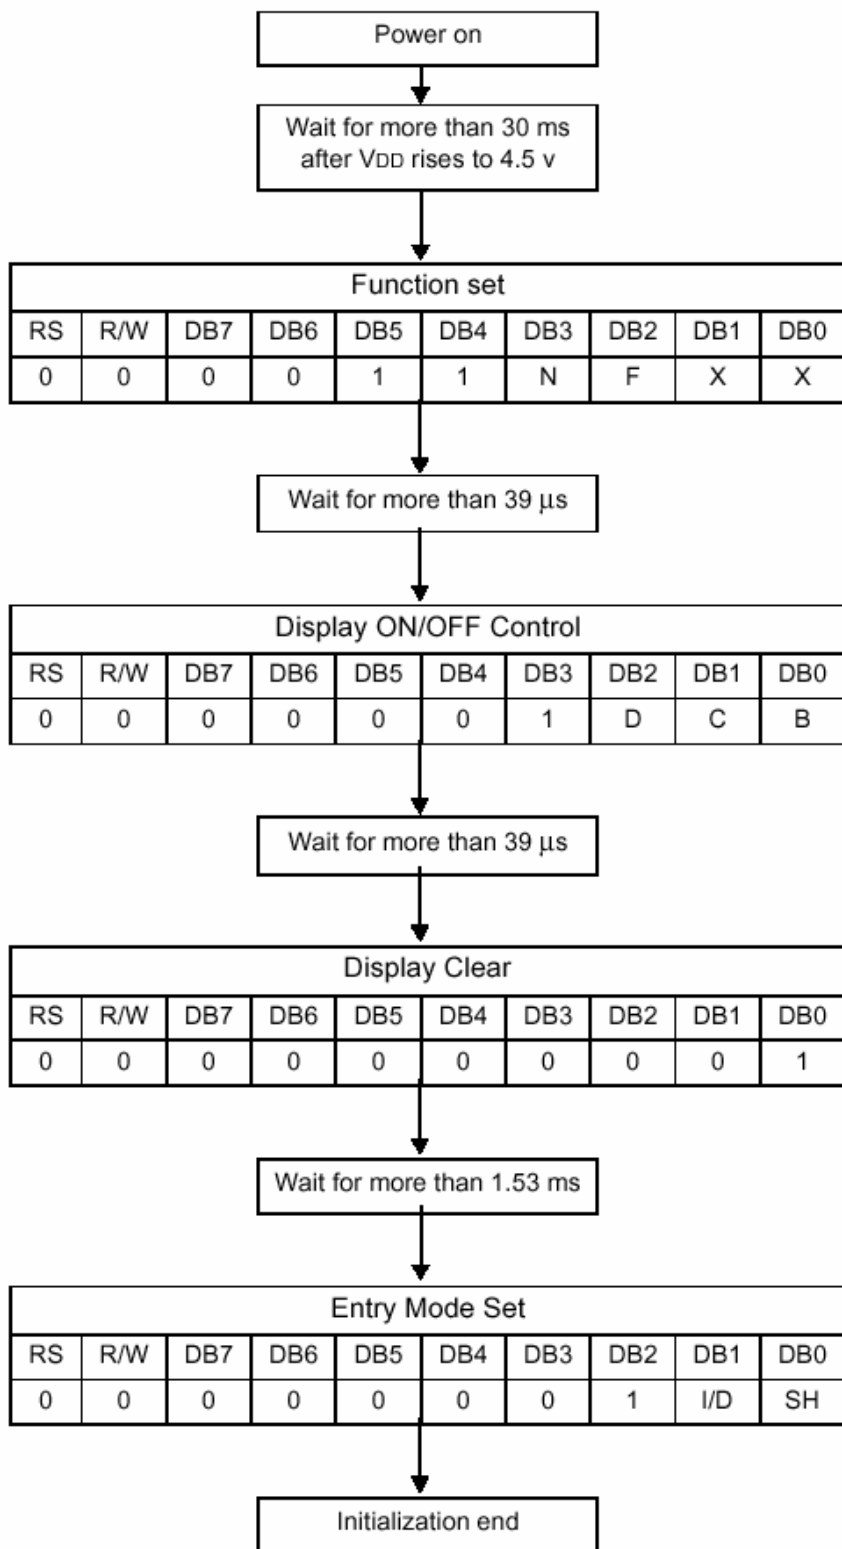 Power on
Wait for more than 30 ms
after VDD rises to 4.5 v
Function set
RS R/W DB7 DB6 DB5 DB4 DB3 DB2 DB1 DB0
0 0 0 0 1 1 N F X X
Wait for more than 39 μs
Display ON/OFF Control
RS R/W DB7 DB6 DB5 DB4 DB3 DB2 DB1 DB0
0 0 0 0 0 0 1 D C B
Wait for more than 39 μs
Display Clear
RS R/W DB7 DB6 DB5 DB4 DB3 DB2 DB1 DB0
0 0 0 0 0 0 0 0 0 1
Wait for more than 1.53 ms
Entry Mode Set
RS R/W DB7 DB6 DB5 DB4 DB3 DB2 DB1 DB0
0 0 0 0 0 0 0 1 I/D SH
Initialization end